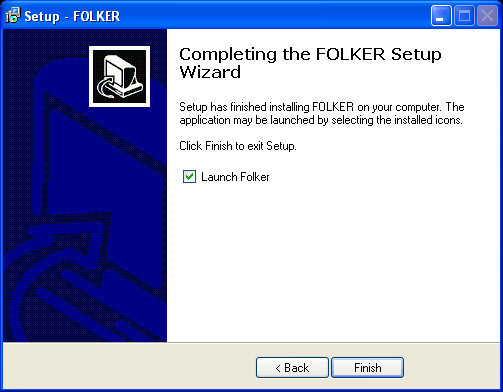 Setup - FOLKER
Completing the FOLKER Setup
Wizard
Setup has finished installing FOLKER on your computer. The
application may be launched by selecting the installed icons.
Click Finish to exit Setup.
Launch Folker
< Back
Finish